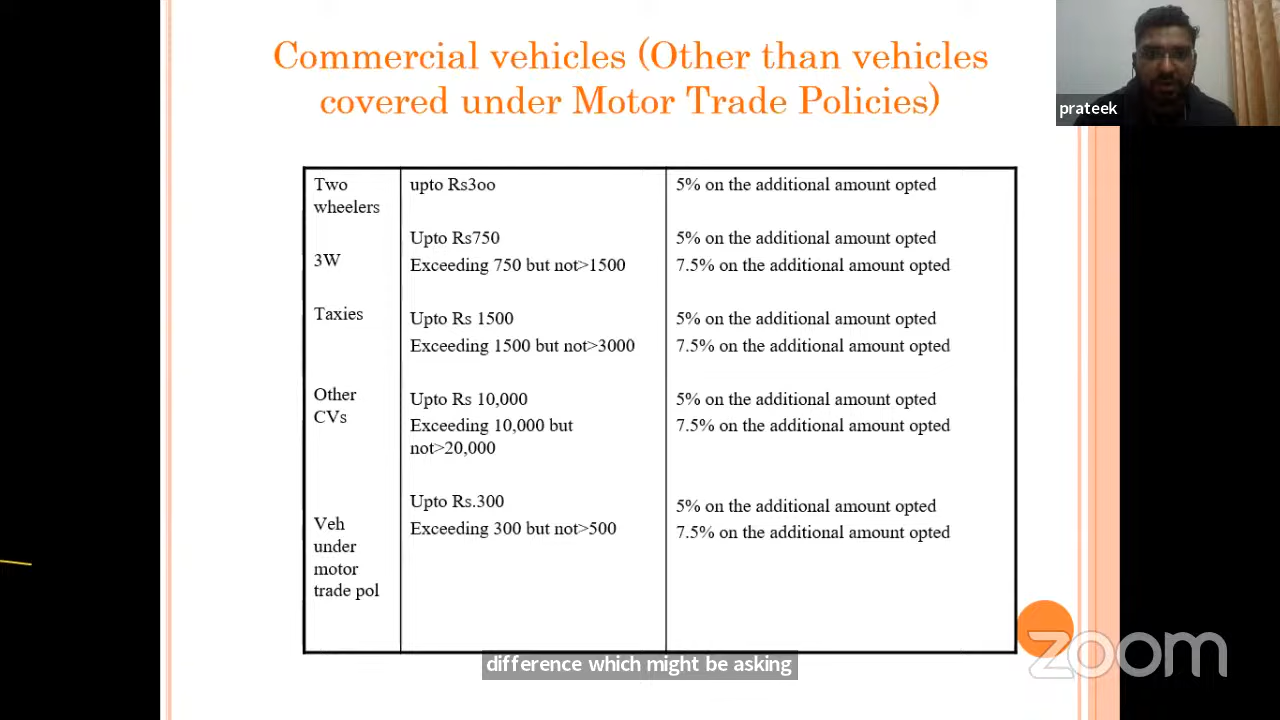 Commercial vehicles (Other than vehicles
covered under Motor Trade Policies)
prateek
Two
wheelers
upto Rs3oo
5% on the additional amount opted
3W
Upto Rs750
5% on the additional amount opted
Exceeding 750 but not>1500
7.5% on the additional amount opted
Taxies
Upto Rs 1500
5% on the additional amount opted
Exceeding 1500 but not>3000
7.5% on the additional amount opted
Other
CVs
Upto Rs 10,000
5% on the additional amount opted
Exceeding 10,000 but
not>20,000
7.5% on the additional amount opted
Veh
under
motor
trade pol
Upto Rs.300
5% on the additional amount opted
Exceeding 300 but not>500
7.5% on the additional amount opted
difference which might be asking
zoom